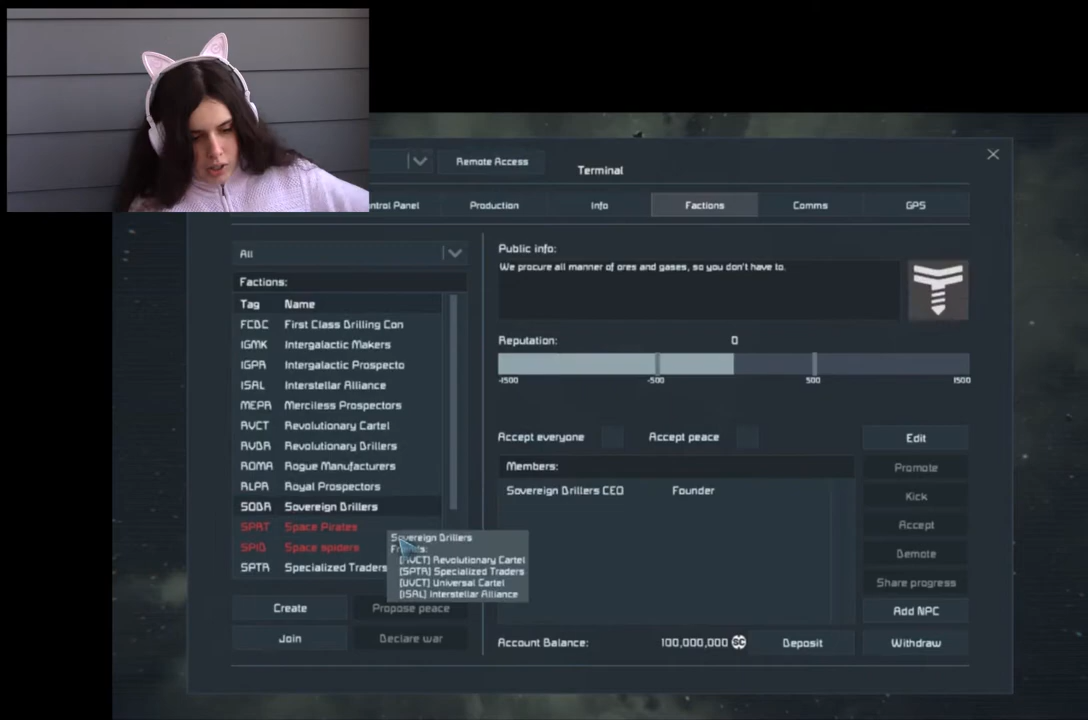 Remote Access
Terminal
ntrol Panel
Production
Info
Factions
Comms
GPS
All
Factions:
Tag Name
FCDC First Class Drilling Con
IGMK Intergalactic Makers
IGPR Intergalactic Prospecto
ISAL Interstellar Alliance
MEPR Merciless Prospectors
RVCT Revolutionary Cartel
RVDR Revolutionary Drillers
ROMA Rogue Manufacturers
RLPR Royal Prospectors
SODR Sovereign Drillers
SPRT Space Pirates
SPID Space spiders
SPTR Specialized Traders
Create
Propose peace
Join
Declare war
Sovereign Drillers
[RVCT] Revolutionary Cartel
[SPTR] Specialized Traders
[UVCT] Universal Cartel
[ISAL] Interstellar Alliance
Public info:
We procure all manner of ores and gases, so you don't have to.
Reputation: 0
-1500 -500 500 1500
Accept everyone
Accept peace
Members:
Sovereign Drillers CEO Founder
Edit
Promote
Kick
Accept
Demote
Share progress
Add NPC
Account Balance: 100,000,000 SC
Deposit
Withdraw